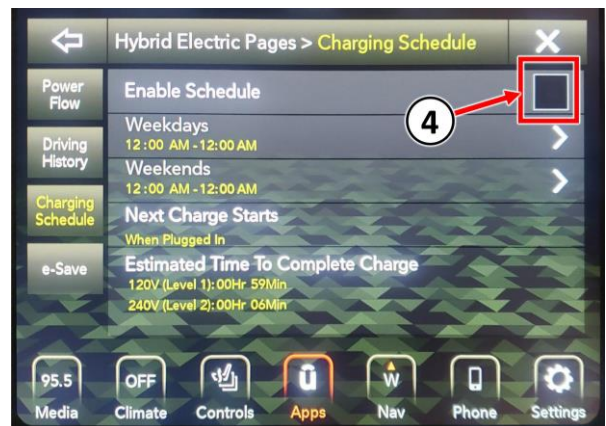 Hybrid Electric Pages > Charging Schedule
X
Power
Flow
Enable Schedule
4
Weekdays
12:00 AM - 12:00 AM
Driving
History
Weekends
12:00 AM - 12:00 AM
Charging
Schedule
Next Charge Starts
When Plugged In
e-Save
Estimated Time To Complete Charge
120V (Level 1): 00Hr 59Min
240V (Level 2): 00Hr 06Min
95.5
OFF
W
Media
Climate
Controls
Apps
Nav
Phone
Settings